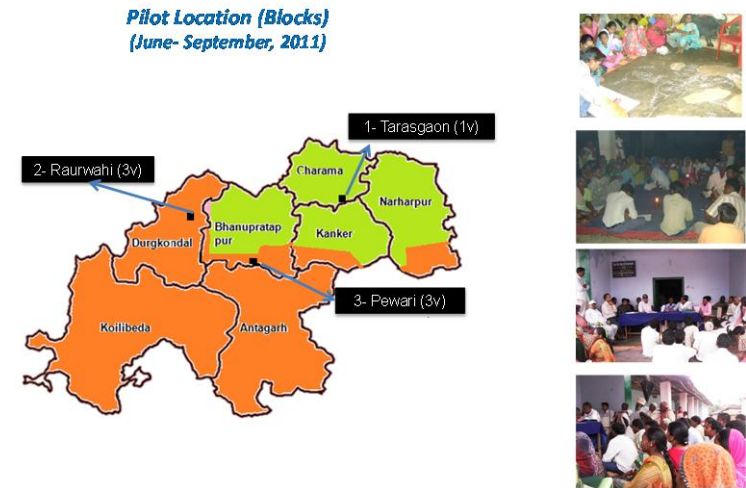 Pilot Location (Blocks)
(June- September, 2011)
1- Tarasgaon (1v)
2- Raurwahi (3v)
Charama
Narharpur
Bhanupratap
pur
Kanker
Durgkondal
3- Pewari (3v)
Koilibeda
Antagarh